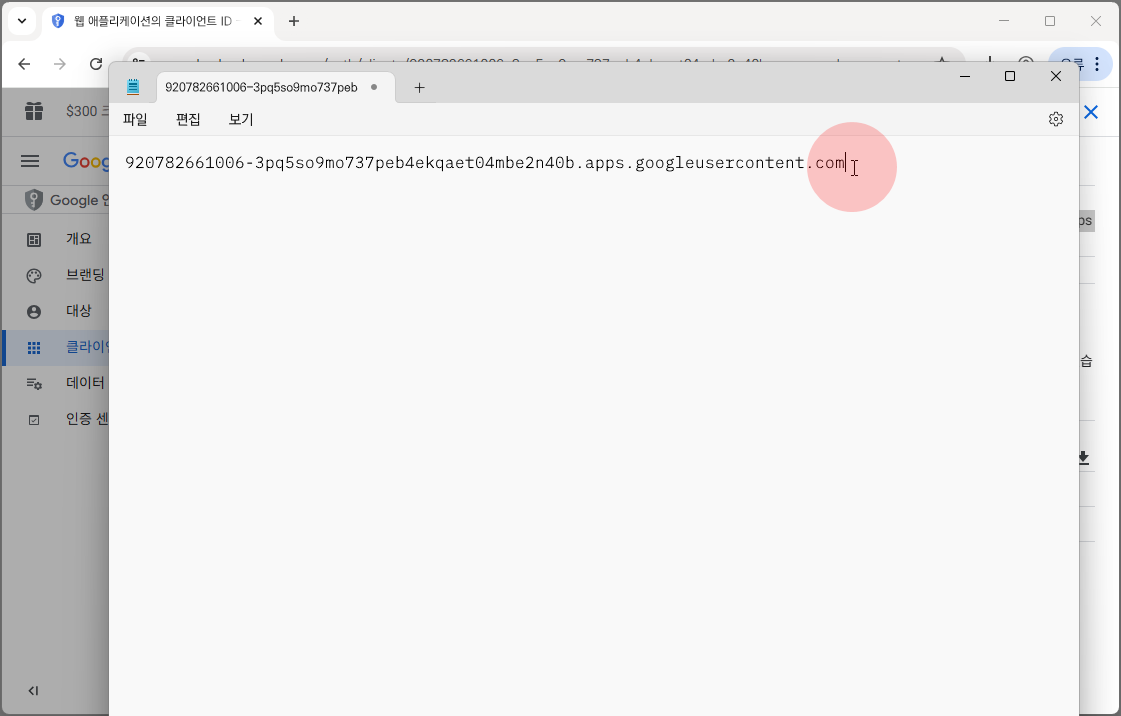 웹 애플리케이션의 클라이언트 ID
$300
오류
920782661006-3pq5so9mo737peb
파일 편집 보기
920782661006-3pq5so9mo737peb4ekqaet04mbe2n40b.apps.googleusercontent.com
Goog
Google
개요
브랜딩
대상
클라이언
데이터
인증 센
ps
습